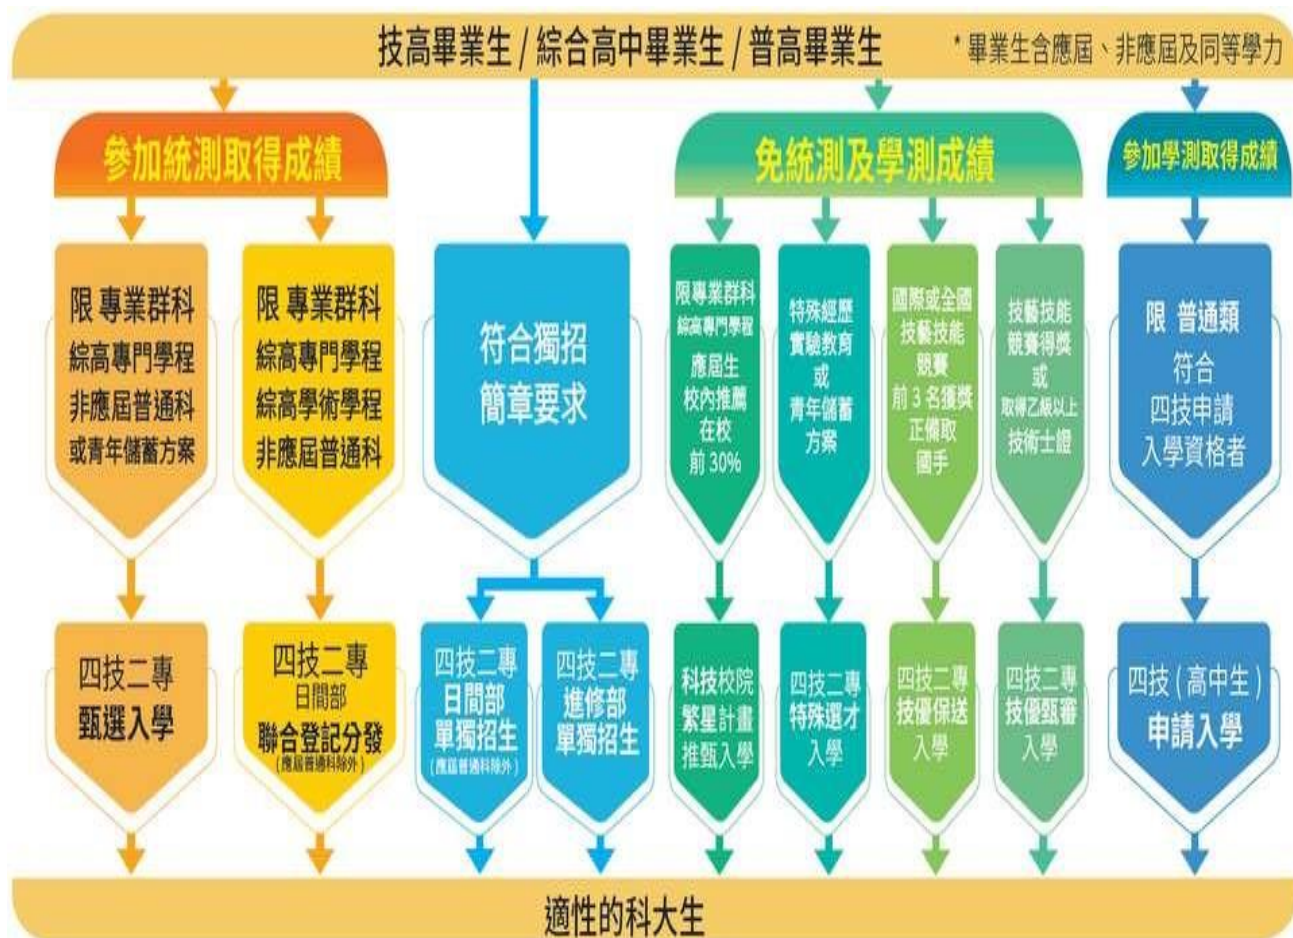 技高畢業生 / 綜合高中畢業生 / 普高畢業生
* 畢業生含應屆、非應屆及同等學力
參加統測取得成績
免統測及學測成績
參加學測取得成績
限 專業群科
綜高專門學程
非應屆普通科
或青年儲蓄方案
限 專業群科
綜高專門學程
綜高學術學程
非應屆普通科
符合獨招
簡章要求
限專業群科
綜高專門學程
應屆生
校內推薦
在校
前 30%
特殊經歷
實驗教育
或
青年儲蓄
方案
國際或全國
技藝技能
競賽
前 3 名獲獎
正備取
國手
技藝技能
競賽得獎
或
取得乙級以上
技術士證
限 普通類
符合
四技申請
入學資格者
四技二專
甄選入學
四技二專
日間部
聯合登記分發
(應屆普通科除外)
四技二專
日間部
單獨招生
(應屆普通科除外)
四技二專
進修部
單獨招生
科技校院
繁星計畫
推甄入學
四技二專
特殊選才
入學
四技二專
技優保送
入學
四技二專
技優甄審
入學
四技 ( 高中生 )
申請入學
適性的科大生